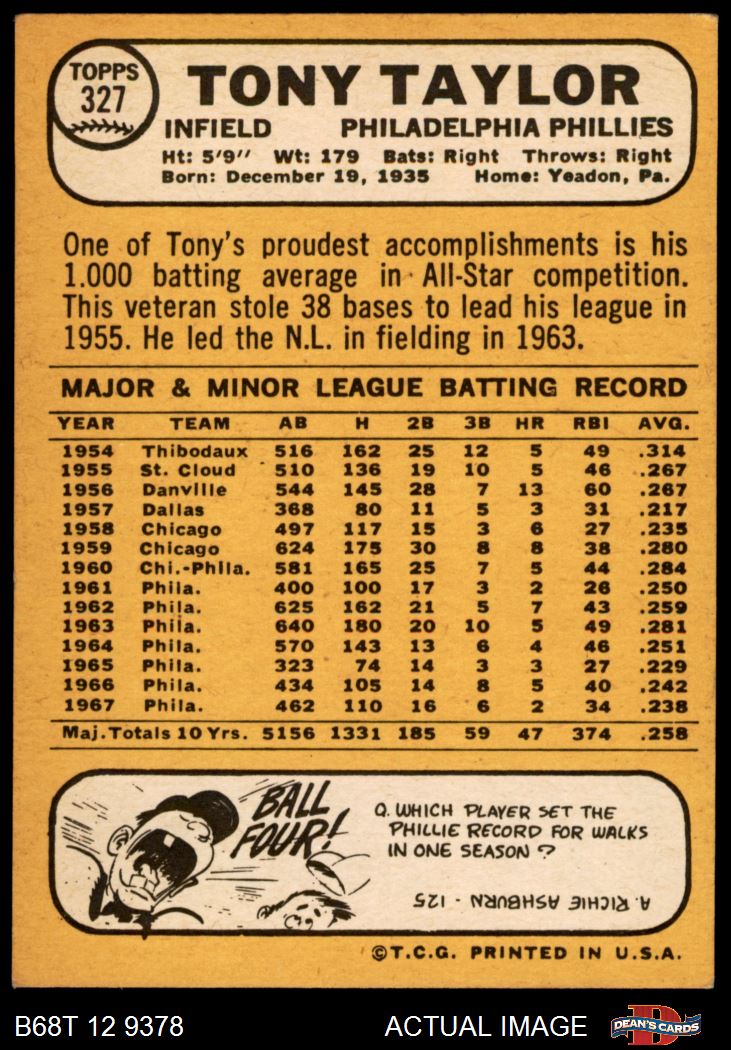 TOPPS
327
TONY TAYLOR
INFIELD PHILADELPHIA PHILLIES
Ht: 5'9" Wt: 179 Bats: Right Throws: Right
Born: December 19, 1935 Home: Yeadon, Pa.
One of Tony's proudest accomplishments is his
1.000 batting average in All-Star competition.
This veteran stole 38 bases to lead his league in
1955. He led the N.L. in fielding in 1963.
MAJOR & MINOR LEAGUE BATTING RECORD
YEAR TEAM AB H 2B 3B HR RBI AVG.
1954 Thibodaux 516 162 25 12 5 49 .314
1955 St. Cloud 510 136 19 10 5 46 .267
1956 Danville 544 145 28 7 13 60 .267
1957 Dallas 368 80 11 5 3 31 .217
1958 Chicago 497 117 15 3 6 27 .235
1959 Chicago 624 175 30 8 8 38 .280
1960 Chi.-Phila. 581 165 25 7 5 44 .284
1961 Phila. 400 100 17 3 2 26 .250
1962 Phila. 625 162 21 5 7 43 .259
1963 Phila. 640 180 20 10 5 49 .281
1964 Phila. 570 143 13 6 4 46 .251
1965 Phila. 323 74 14 3 3 27 .229
1966 Phila. 434 105 14 8 5 40 .242
1967 Phila. 462 110 16 6 2 34 .238
Maj. Totals 10 Yrs. 5156 1331 185 59 47 374 .258
BALL
FOUR!
Q. WHICH PLAYER SET THE
PHILLIE RECORD FOR WALKS
IN ONE SEASON?
A. RICHIE ASHBURN - 125
©T.C.G. PRINTED IN U.S.A.
B68T 12 9378 ACTUAL IMAGE
D
DEAN'S CARDS